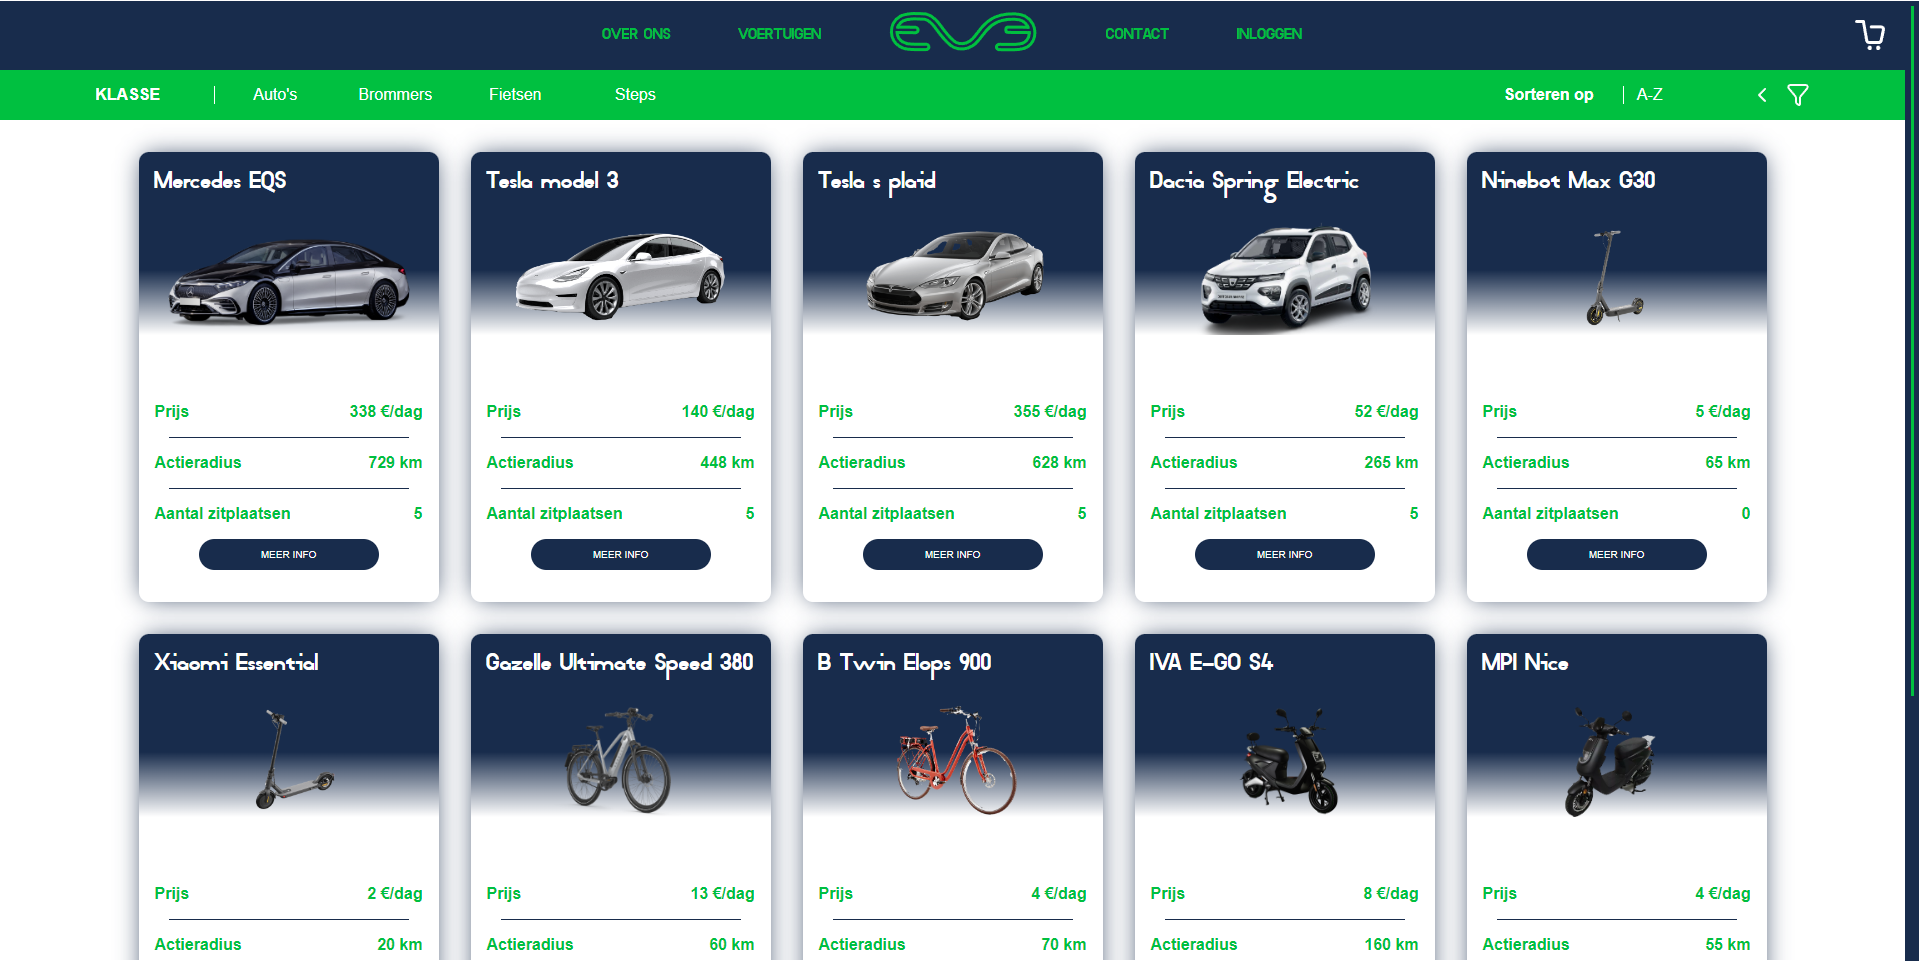 OVER ONS VOERTUIGEN EVE CONTACT INLOGGEN
KLASSE | Auto's Brommers Fietsen Steps Sorteren op | A-Z
Mercedes EQS
Prijs 338 €/dag
Actieradius 729 km
Aantal zitplaatsen 5
MEER INFO
Tesla model 3
Prijs 140 €/dag
Actieradius 448 km
Aantal zitplaatsen 5
MEER INFO
Tesla s plaid
Prijs 355 €/dag
Actieradius 628 km
Aantal zitplaatsen 5
MEER INFO
Dacia Spring Electric
Prijs 52 €/dag
Actieradius 265 km
Aantal zitplaatsen 5
MEER INFO
Ninebot Max G30
Prijs 5 €/dag
Actieradius 65 km
Aantal zitplaatsen 0
MEER INFO
Xiaomi Essential
Prijs 2 €/dag
Actieradius 20 km
Gazelle Ultimate Speed 380
Prijs 13 €/dag
Actieradius 60 km
B Twin Elops 900
Prijs 4 €/dag
Actieradius 70 km
IVA E-GO S4
Prijs 8 €/dag
Actieradius 160 km
MPI Nice
Prijs 4 €/dag
Actieradius 55 km